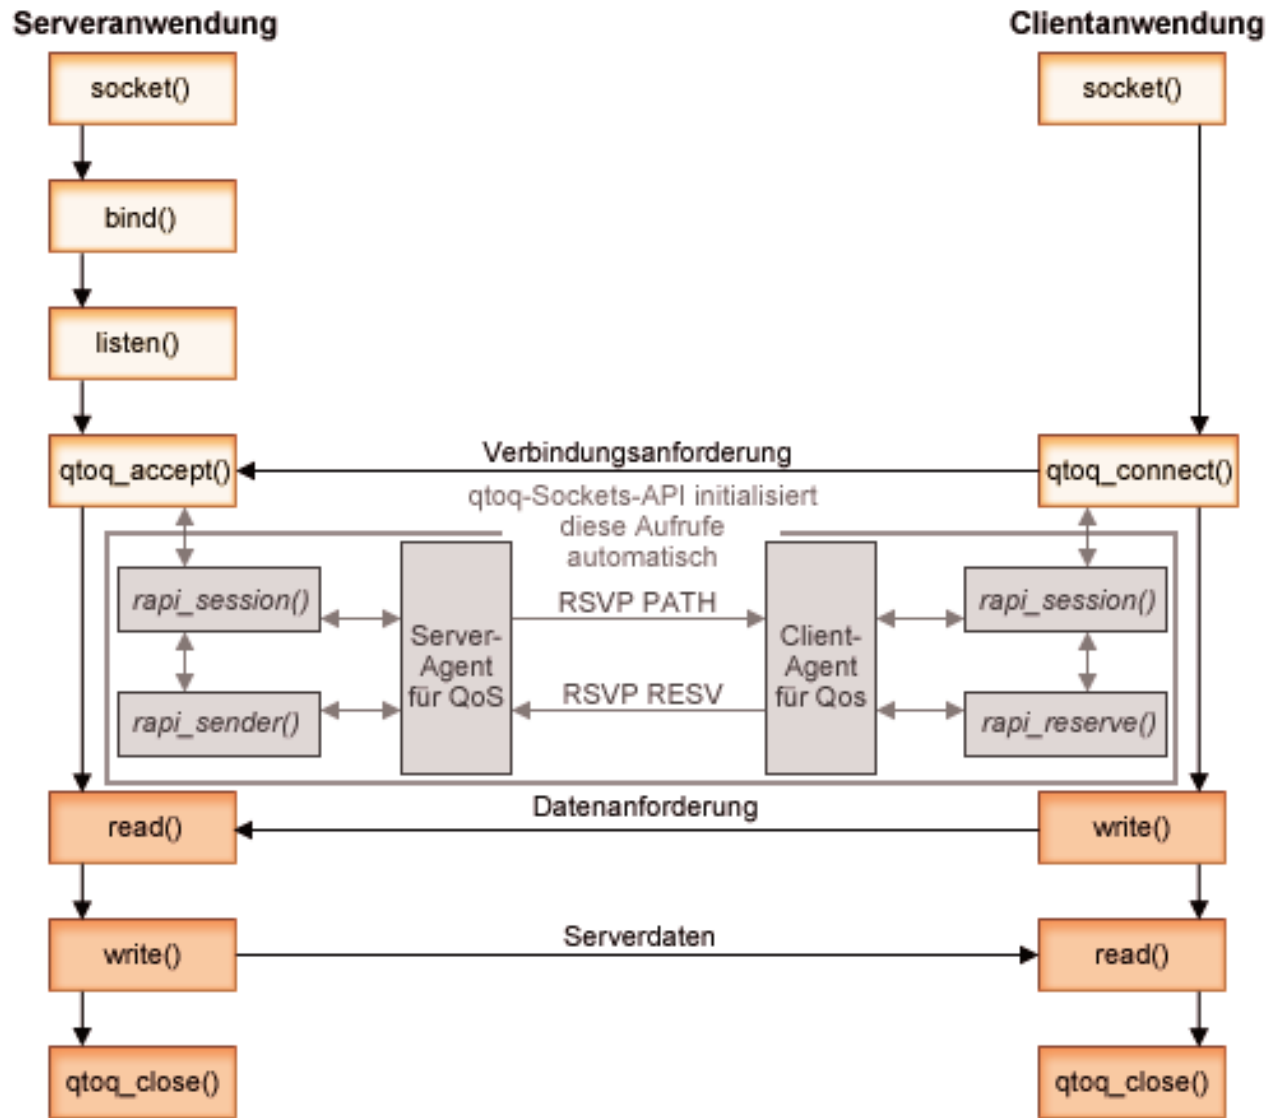 Serveranwendung
Clientanwendung
socket()
socket()
bind()
listen()
qtoq_accept()
Verbindungsanforderung
qtoq_connect()
qtoq-Sockets-API initialisiert
diese Aufrufe
automatisch
rapi_session()
rapi_sender()
Server-
Agent
für QoS
RSVP PATH
RSVP RESV
Client-
Agent
für Qos
rapi_session()
rapi_reserve()
read()
Datenanforderung
write()
write()
Serverdaten
read()
qtoq_close()
qtoq_close()